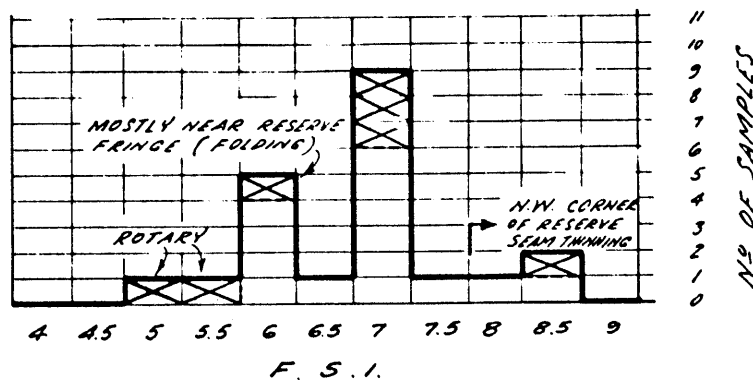 11
10
9
8
7
6
5
4
3
2
1
0
Nº OF SAMPLES
MOSTLY NEAR RESERVE
FRINGE (FOLDING)
N.W. CORNER
OF RESERVE
SEAM THINNING
ROTARY
4 4.5 5 5.5 6 6.5 7 7.5 8 8.5 9
F. S. I.